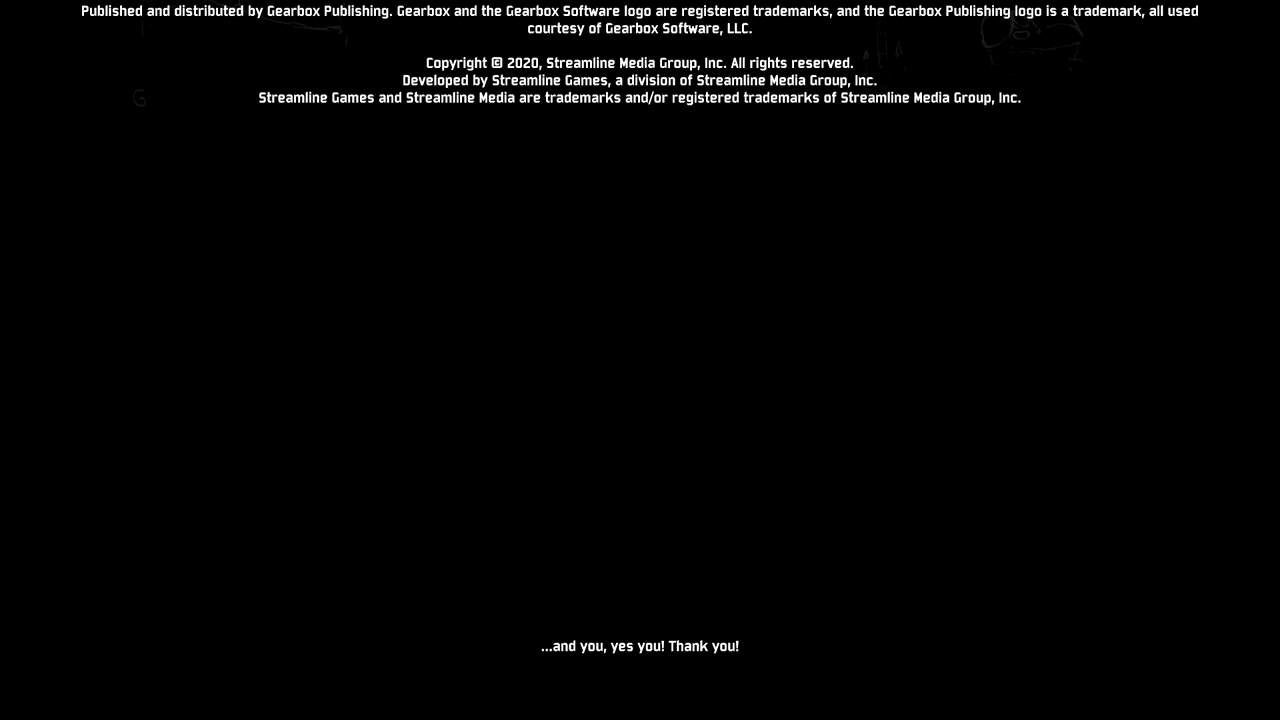 Published and distributed by Gearbox Publishing. Gearbox and the Gearbox Software logo are registered trademarks, and the Gearbox Publishing logo is a trademark, all used
courtesy of Gearbox Software, LLC.
Copyright © 2020, Streamline Media Group, Inc. All rights reserved.
Developed by Streamline Games, a division of Streamline Media Group, Inc.
Streamline Games and Streamline Media are trademarks and/or registered trademarks of Streamline Media Group, Inc.
...and you, yes you! Thank you!